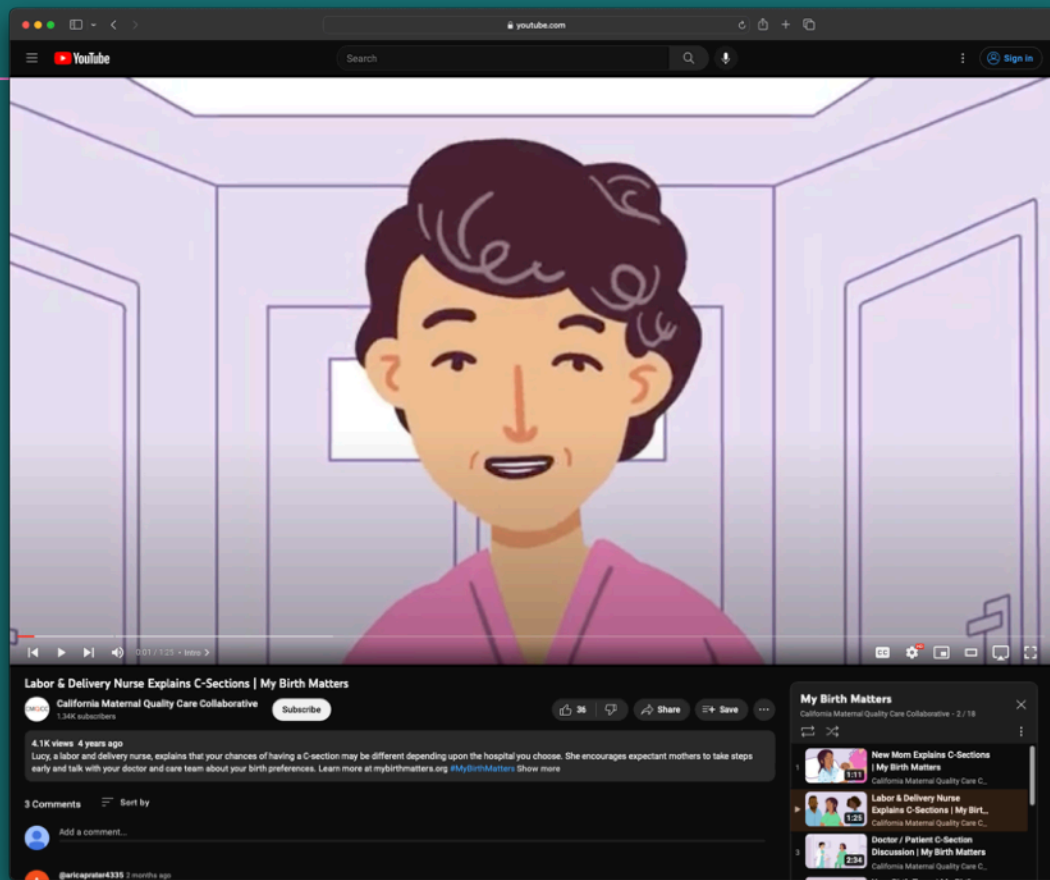 youtube.com
YouTube
Search
Sign in
0:01 / 1:25 • Intro
CC
HD
Labor & Delivery Nurse Explains C-Sections | My Birth Matters
CMQCC
California Maternal Quality Care Collaborative
1.34K subscribers
Subscribe
36
Share
Save
4.1K views 4 years ago
Lucy, a labor and delivery nurse, explains that your chances of having a C-section may be different depending upon the hospital you choose. She encourages expectant mothers to take steps
early and talk with your doctor and care team about your birth preferences. Learn more at mybirthmatters.org #MyBirthMatters Show more
3 Comments
Sort by
Add a comment...
@aricaprater4335 2 months ago
My Birth Matters
California Maternal Quality Care Collaborative - 2 / 18
1
New Mom Explains C-Sections
| My Birth Matters
California Maternal Quality Care C...
1:11
Labor & Delivery Nurse
Explains C-Sections | My Birt...
California Maternal Quality Care C...
1:25
3
Doctor / Patient C-Section
Discussion | My Birth Matters
California Maternal Quality Care C...
2:34